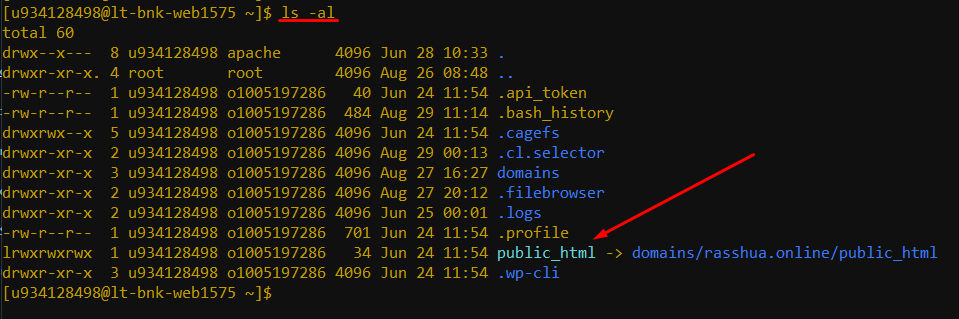 [u934128498@lt-bnk-web1575 ~]$ ls -al
total 60
drwx--x--- 8 u934128498 apache 4096 Jun 28 10:33 .
drwxr-xr-x. 4 root root 4096 Aug 26 08:48 ..
-rw-r--r-- 1 u934128498 o1005197286 40 Jun 24 11:54 .api_token
-rw-r--r-- 1 u934128498 o1005197286 484 Aug 29 11:14 .bash_history
drwxrwx--x 5 u934128498 o1005197286 4096 Jun 24 11:54 .cagefs
drwxr-xr-x 2 u934128498 o1005197286 4096 Aug 29 00:13 .cl.selector
drwxr-xr-x 3 u934128498 o1005197286 4096 Aug 27 16:27 domains
drwxr-xr-x 2 u934128498 o1005197286 4096 Aug 27 20:12 .filebrowser
drwxr-xr-x 2 u934128498 o1005197286 4096 Jun 25 00:01 .logs
-rw-r--r-- 1 u934128498 o1005197286 701 Jun 24 11:54 .profile
lrwxrwxrwx 1 u934128498 o1005197286 34 Jun 24 11:54 public_html -> domains/rasshua.online/public_html
drwxr-xr-x 3 u934128498 o1005197286 4096 Jun 24 11:54 .wp-cli
[u934128498@lt-bnk-web1575 ~]$